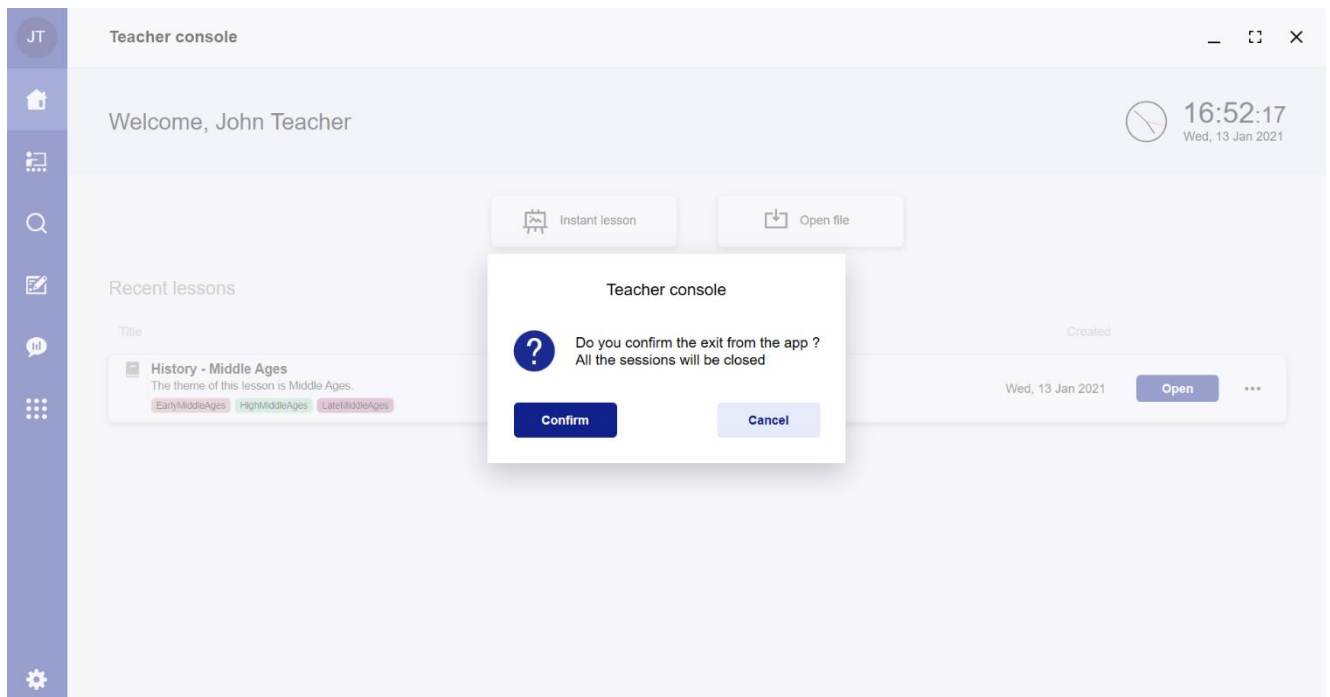 JT
Teacher console
Welcome, John Teacher
16:52:17
Wed, 13 Jan 2021
Instant lesson
Open file
Recent lessons
Title
Created
History - Middle Ages
The theme of this lesson is Middle Ages.
EarlyMiddleAges HighMiddleAges LateMiddleAges
Wed, 13 Jan 2021
Open
Teacher console
Do you confirm the exit from the app ?
All the sessions will be closed
Confirm
Cancel